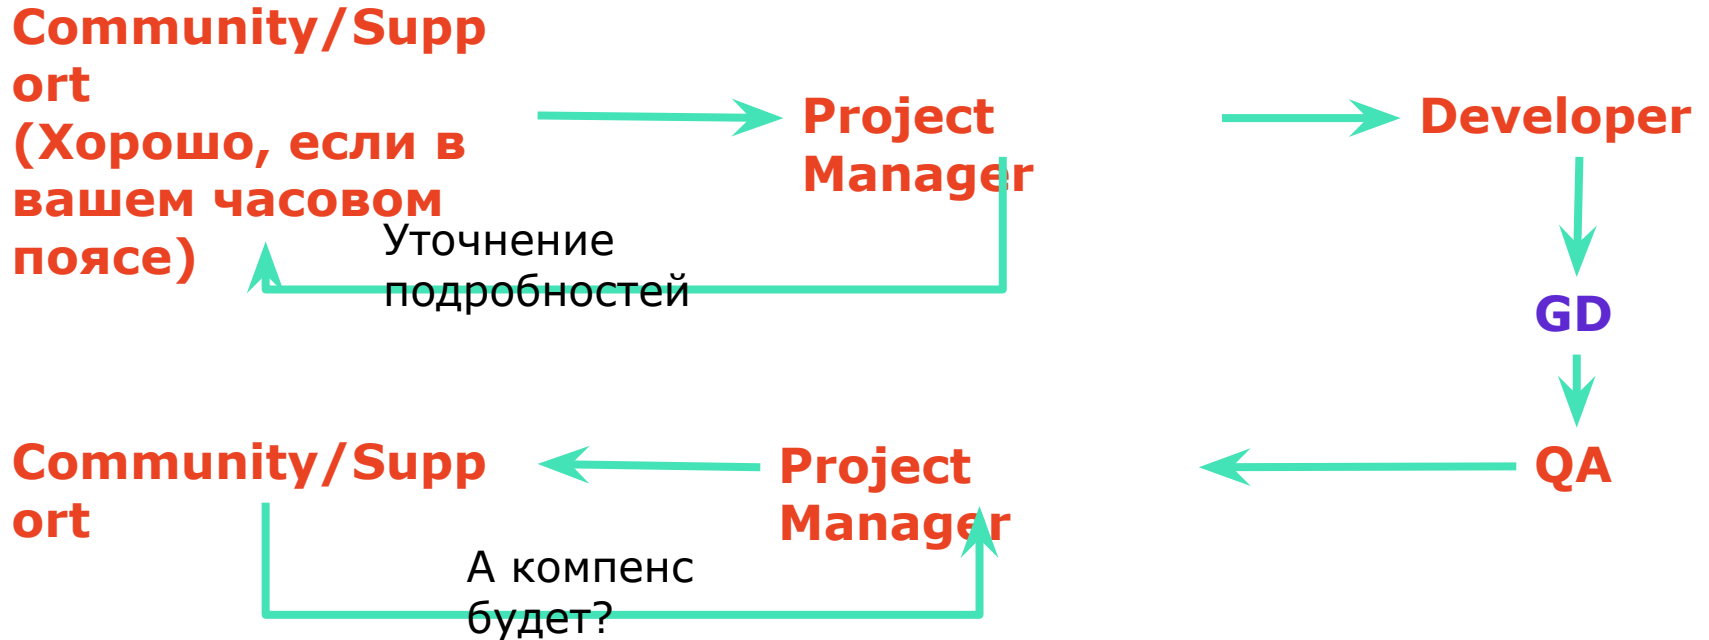 Community/Supp
ort
(Хорошо, если в
вашем часовом
поясе)
Project
Manager
Developer
Уточнение
подробностей
GD
Community/Supp
ort
Project
Manager
QA
А компенс
будет?